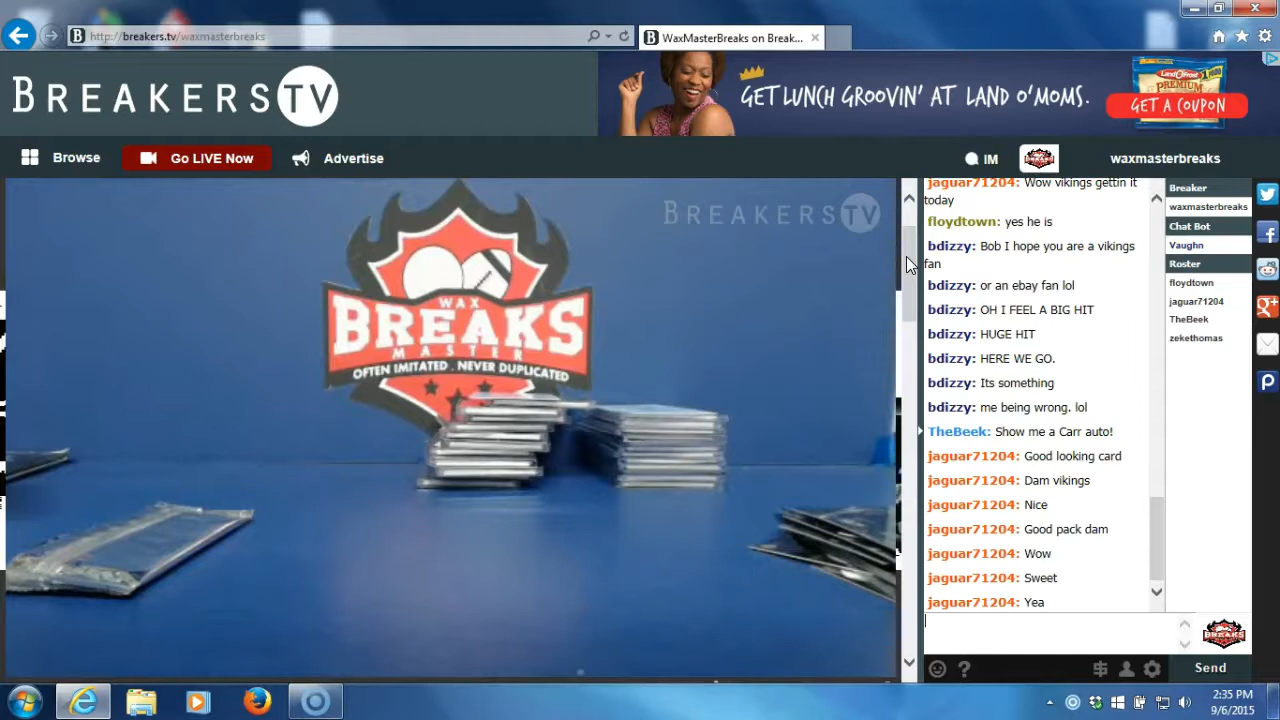 http://breakers.tv/waxmasterbreaks
WaxMasterBreaks on Break...
BREAKERSTV
GET LUNCH GROOVIN' AT LAND O'MOMS.
Land O'Frost
PREMIUM
GET A COUPON
Browse
Go LIVE Now
Advertise
IM
waxmasterbreaks
BREAKERSTV
WAX
BREAKS
MASTER
OFTEN IMITATED, NEVER DUPLICATED
jaguar71204: Wow vikings gettin it
today
floydtown: yes he is
bdizzy: Bob I hope you are a vikings
fan
bdizzy: or an ebay fan lol
bdizzy: OH I FEEL A BIG HIT
bdizzy: HUGE HIT
bdizzy: HERE WE GO.
bdizzy: Its something
bdizzy: me being wrong. lol
TheBeek: Show me a Carr auto!
jaguar71204: Good looking card
jaguar71204: Dam vikings
jaguar71204: Nice
jaguar71204: Good pack dam
jaguar71204: Wow
jaguar71204: Sweet
jaguar71204: Yea
Breaker
waxmasterbreaks
Chat Bot
Vaughn
Roster
floydtown
jaguar71204
TheBeek
zekethomas
BREAKS
Send
2:35 PM
9/6/2015